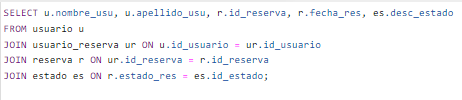 SELECT u.nombre_usu, u.apellido_usu, r.id_reserva, r.fecha_res, es.desc_estado
FROM usuario u
JOIN usuario_reserva ur ON u.id_usuario = ur.id_usuario
JOIN reserva r ON ur.id_reserva = r.id_reserva
JOIN estado es ON r.estado_res = es.id_estado;